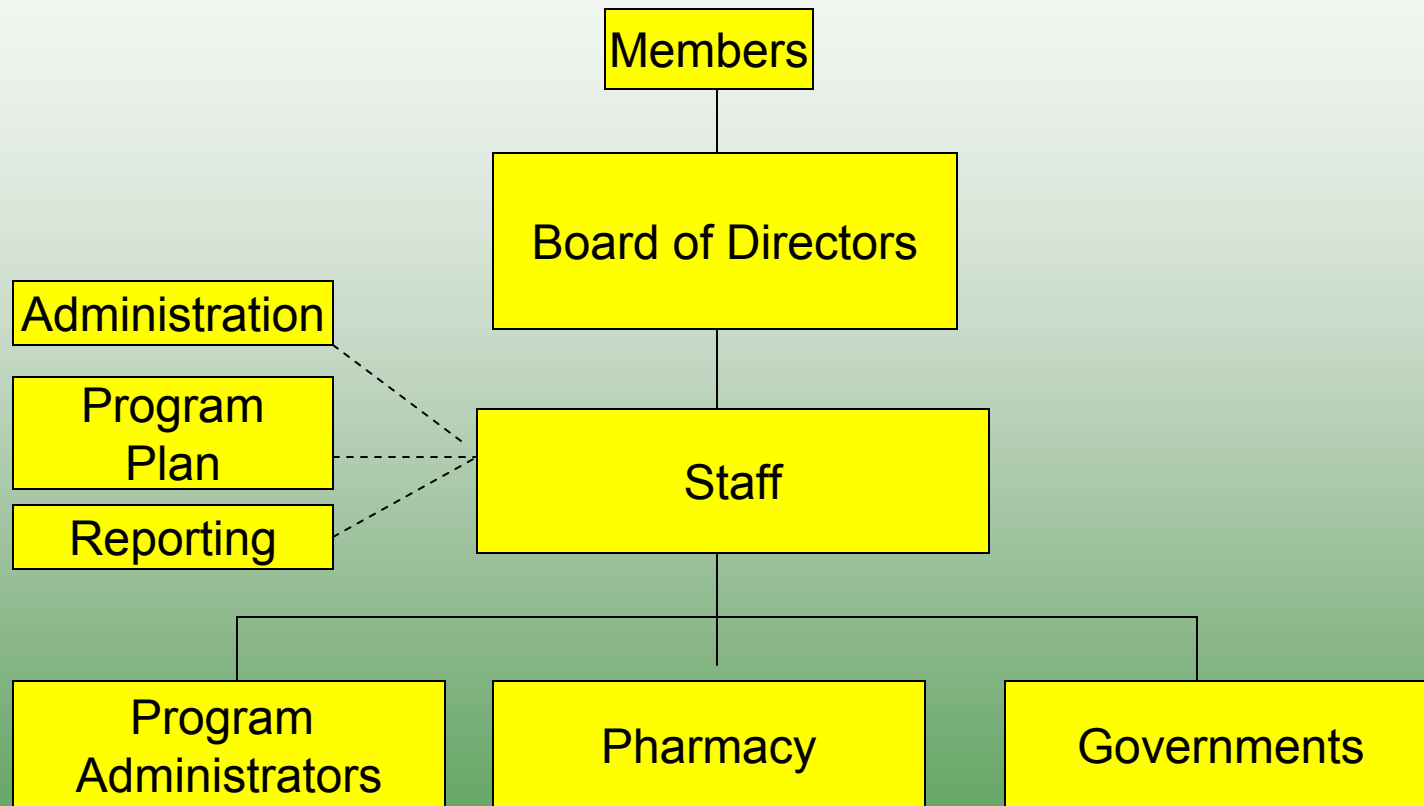 Members
Board of Directors
Administration
Program
Plan
Reporting
Staff
Program
Administrators
Pharmacy
Governments